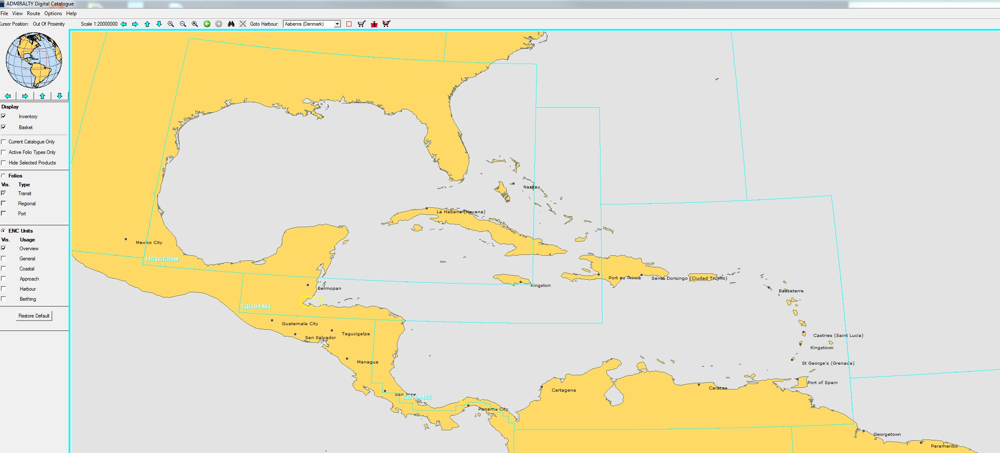 ADMIRALTY Digital Catalogue
File View Route Options Help
Cursor Position: Out Of Proximity Scale 1:20000000 Goto Harbour: Aabenra (Denmark)
Display
Inventory
Basket
Current Catalogue Only
Active Folio Types Only
Hide Selected Products
Folios
Vis. Type
Transit
Regional
Port
ENC Units
Vis. Usage
Overview
General
Coastal
Approach
Harbour
Berthing
Restore Default
Nassau
La Habana (Havana)
Mexico City
US1GC09M
Port au Prince
Santo Domingo (Ciudad Trujillo)
Kingston
Belmopan
Basseterre
GB104401
Guatemala City
Tegucigalpa
San Salvador
Castries (Saint Lucia)
Kingstown
Managua
St George's (Grenada)
Port of Spain
Caracas
Cartagena
San Jose
GB104402
Panama City
Georgetown
Paramaribo